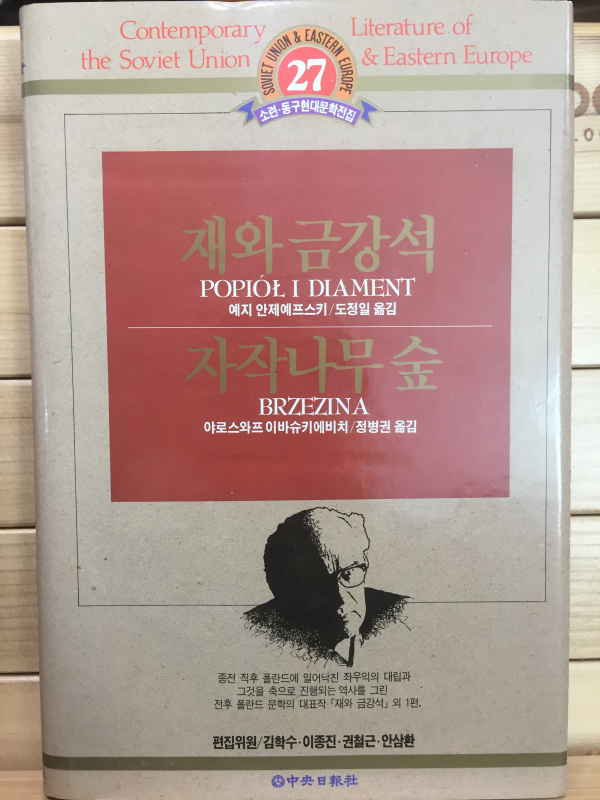 Contemporary Literature of
the Soviet Union & Eastern Europe
SOVIET UNION & EASTERN EUROPE
27
소련·동구현대문학전집
재와 금강석
POPIÓŁ I DIAMENT
예지 안제예프스키/도정일 옮김
자작나무 숲
BRZEZINA
야로스와프 이바슈키에비치/정병권 옮김
종전 직후 폴란드에 밀어닥친 좌우익의 대립과
그것을 축으로 진행되는 역사를 그린
전후 폴란드 문학의 대표작 「재와 금강석」 외 1편.
편집위원/김학수·이종진·권철근·안삼환
中央日報社